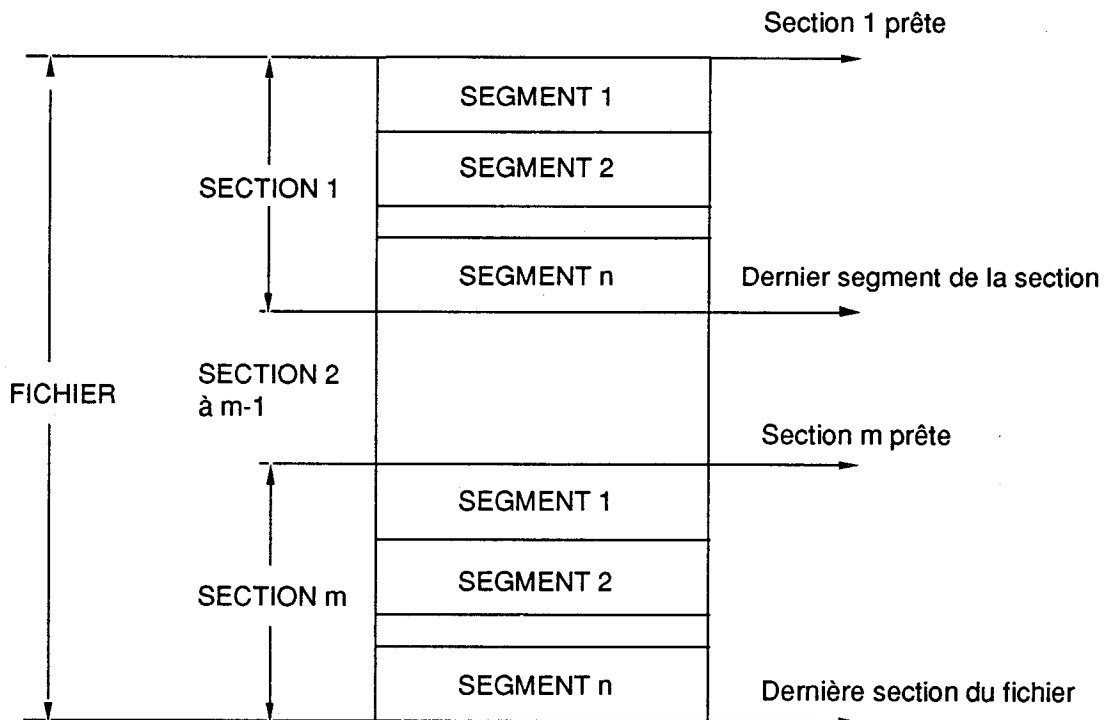 Section 1 prête
SEGMENT 1
SEGMENT 2
SECTION 1
SEGMENT n
Dernier segment de la section
SECTION 2
à m-1
FICHIER
Section m prête
SEGMENT 1
SEGMENT 2
SECTION m
SEGMENT n
Dernière section du fichier